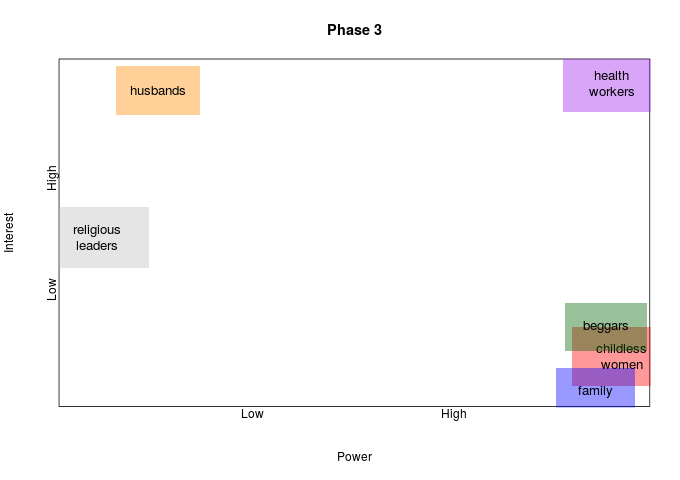 Phase 3
husbands
health
workers
High
religious
leaders
Interest
Low
beggars
childless
women
family
Low
High
Power